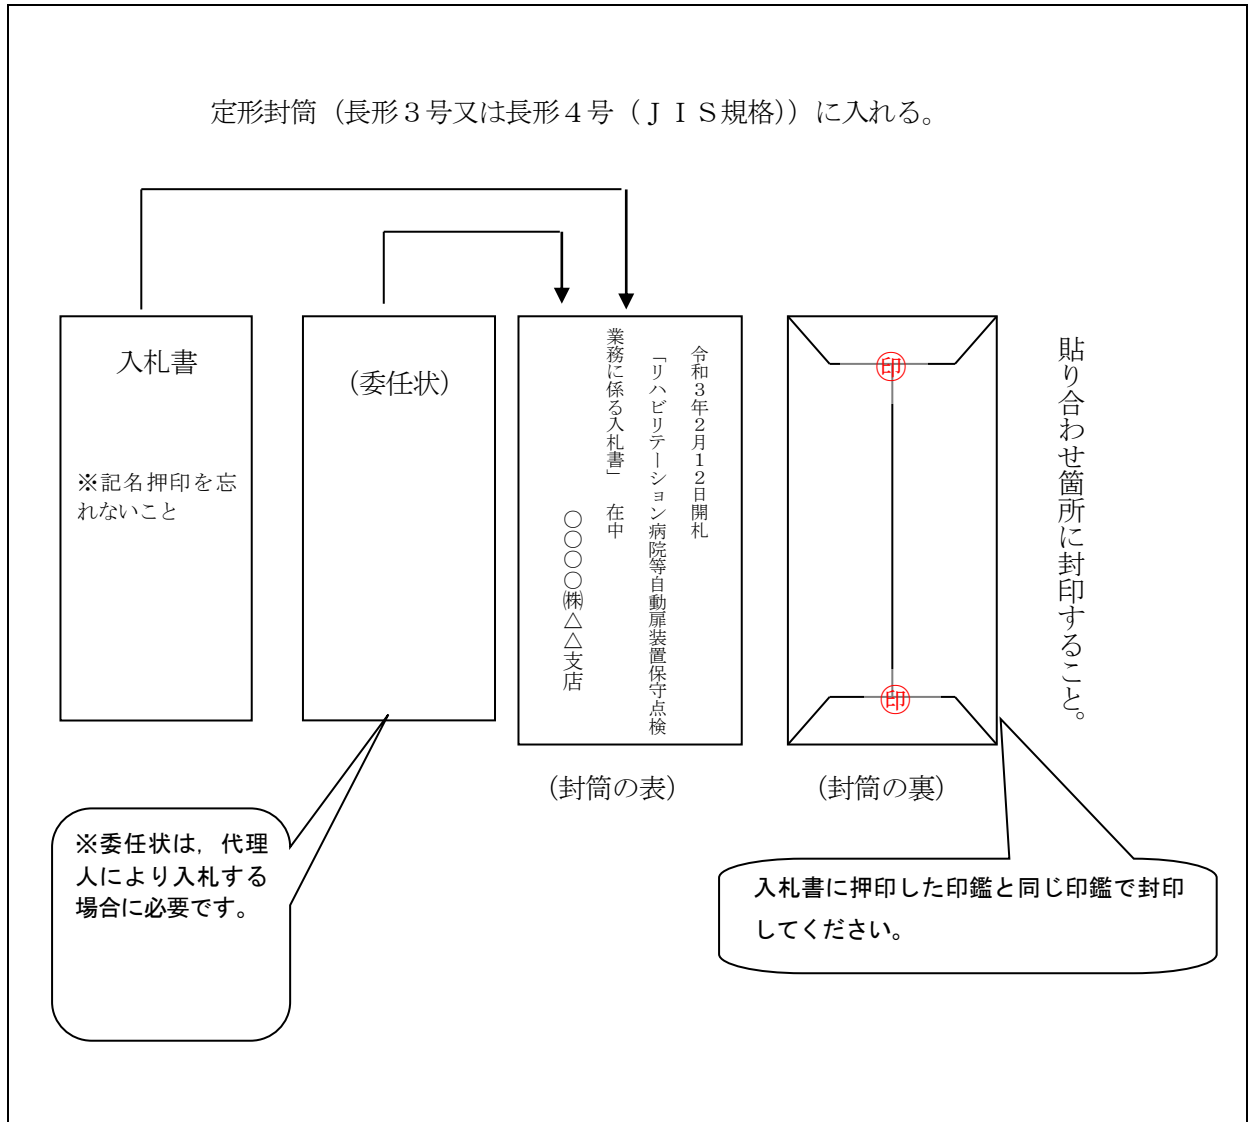 定形封筒（長形３号又は長形４号（ＪＩＳ規格））に入れる。
入札書
※記名押印を忘
れないこと
（委任状）
令和３年２月１２日開札
「リハビリテーション病院等自動扉装置保守点検
業務に係る入札書」　在中
〇〇〇〇㈱△△支店
印
印
貼り合わせ箇所に封印すること。
（封筒の表）
（封筒の裏）
※委任状は，代理
人により入札する
場合に必要です。
入札書に押印した印鑑と同じ印鑑で封印
してください。